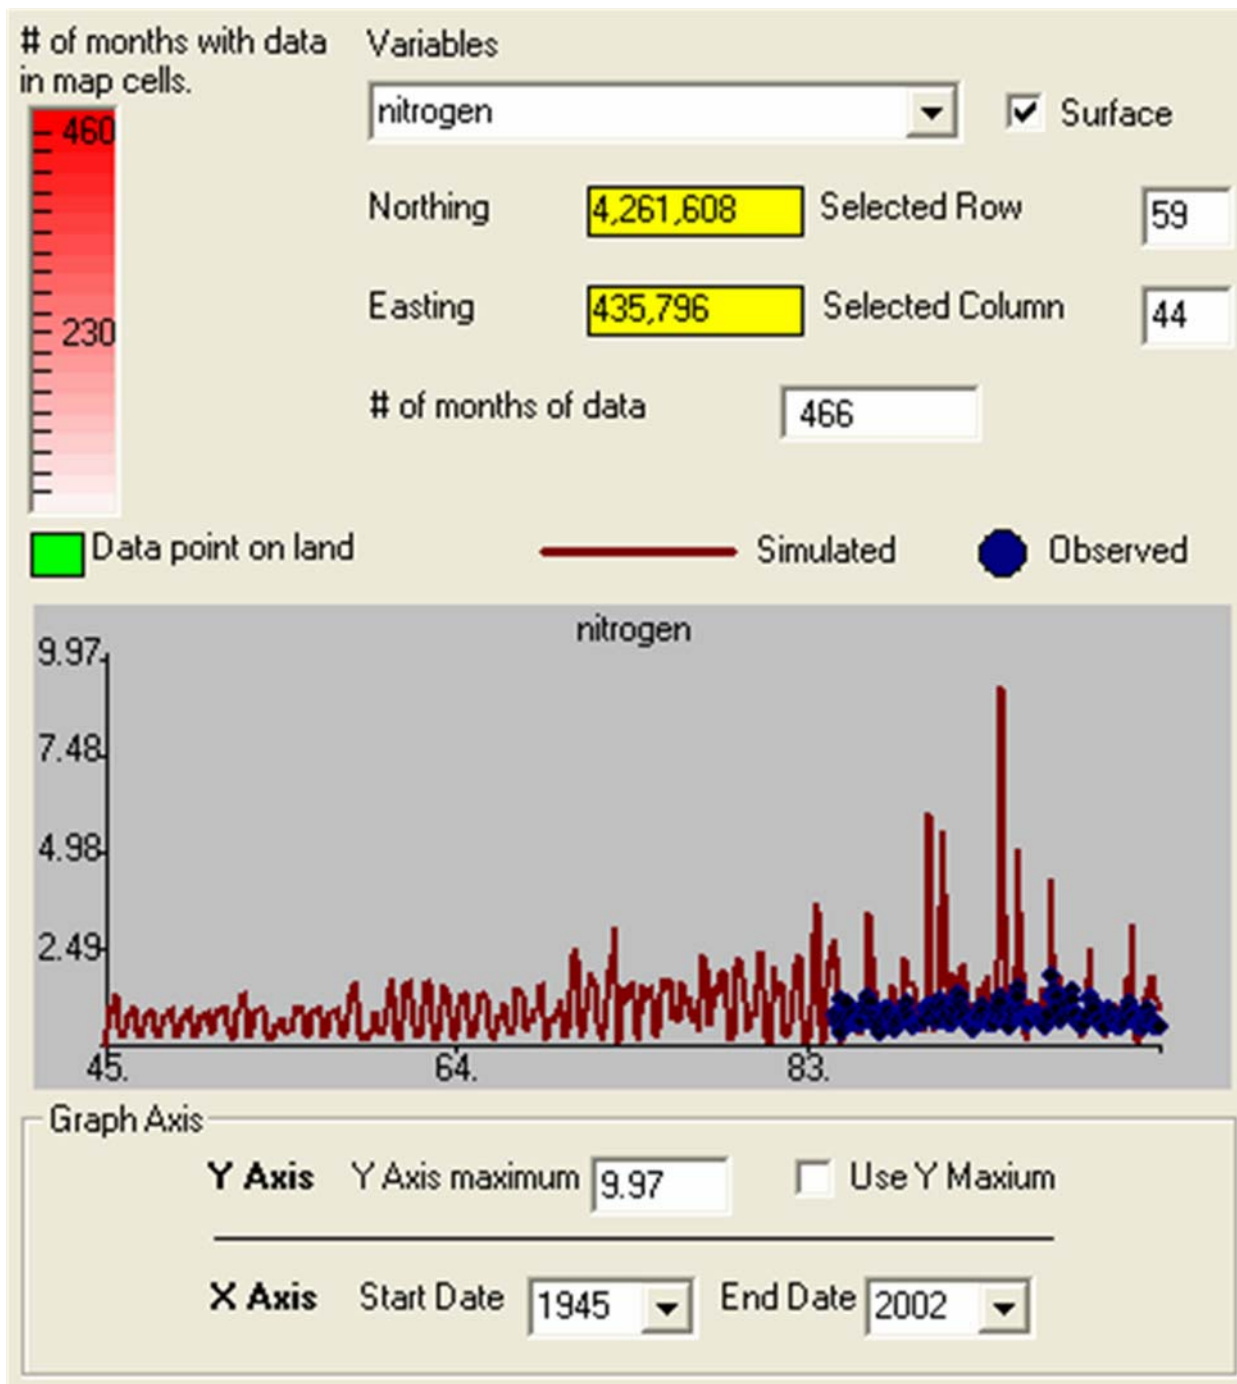 # of months with data
in map cells.
460
230
Variables
nitrogen
Surface
Northing 4,261,608 Selected Row 59
Easting 435,796 Selected Column 44
# of months of data 466
Data point on land Simulated Observed
nitrogen
9.97
7.48
4.98
2.49
45. 64. 83.
Graph Axis
Y Axis Y Axis maximum 9.97 Use Y Maxium
X Axis Start Date 1945 End Date 2002